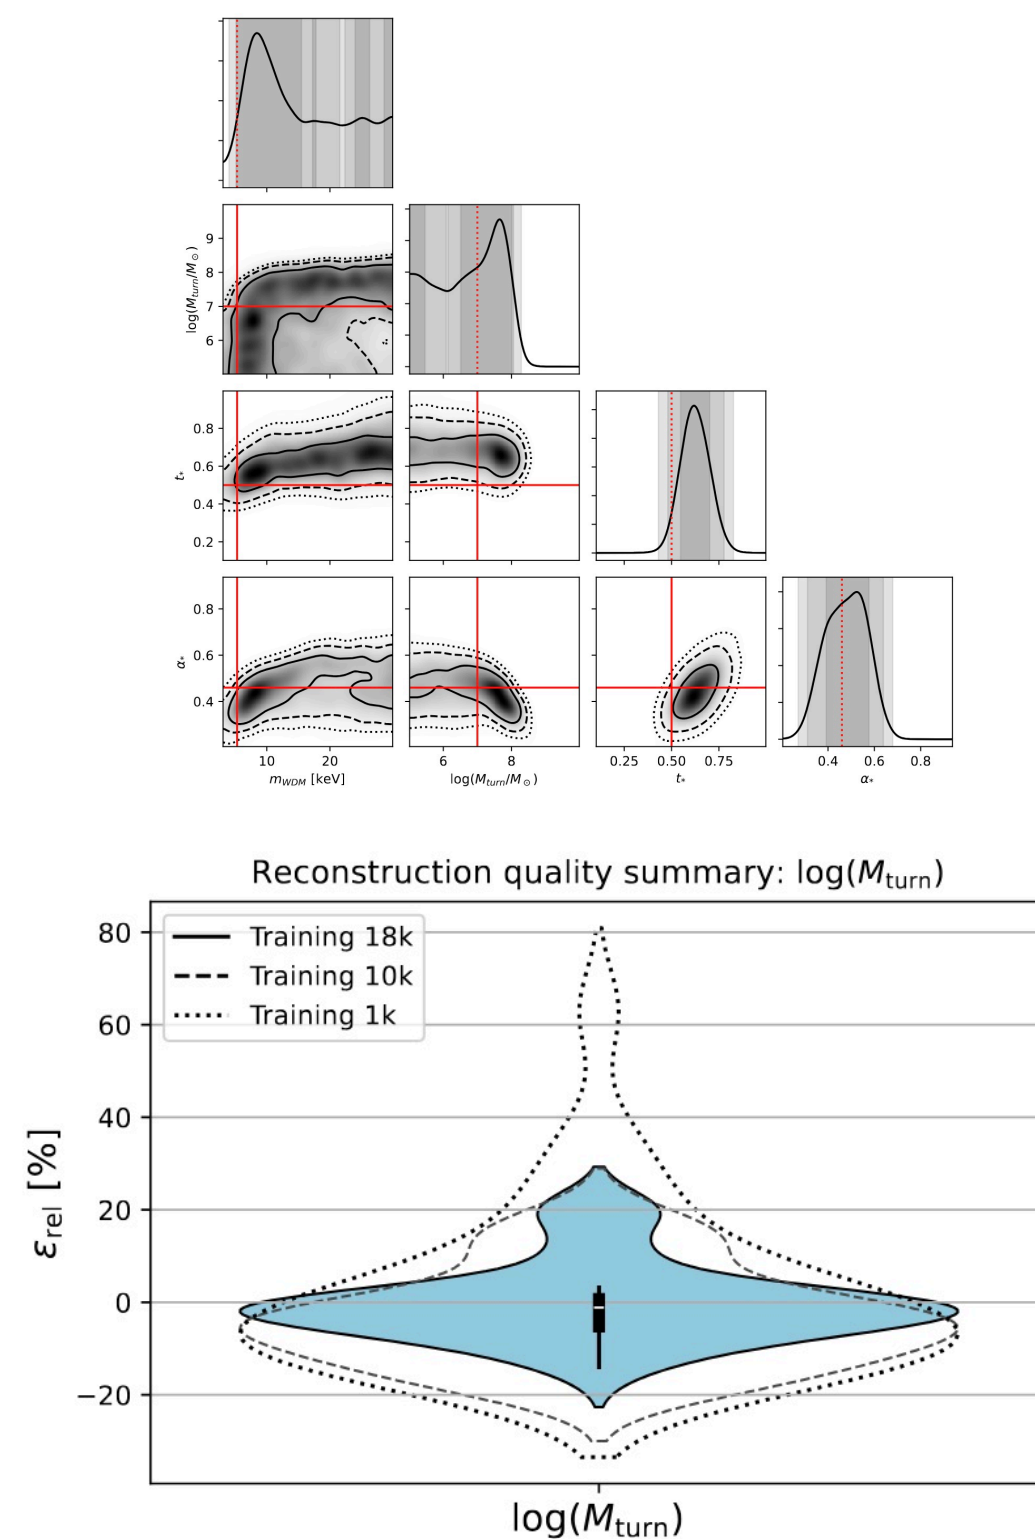 9
8
7
6
log(M_turn/M_⊙)
0.8
0.6
0.4
0.2
t_*
0.8
0.6
0.4
α_*
10 20
6 8
0.25 0.50 0.75
0.4 0.6 0.8
m_WDM [keV]
log(M_turn/M_⊙)
t_*
α_*
Reconstruction quality summary: log(M_turn)
Training 18k
Training 10k
Training 1k
80
60
40
20
0
−20
ε_rel [%]
log(M_turn)